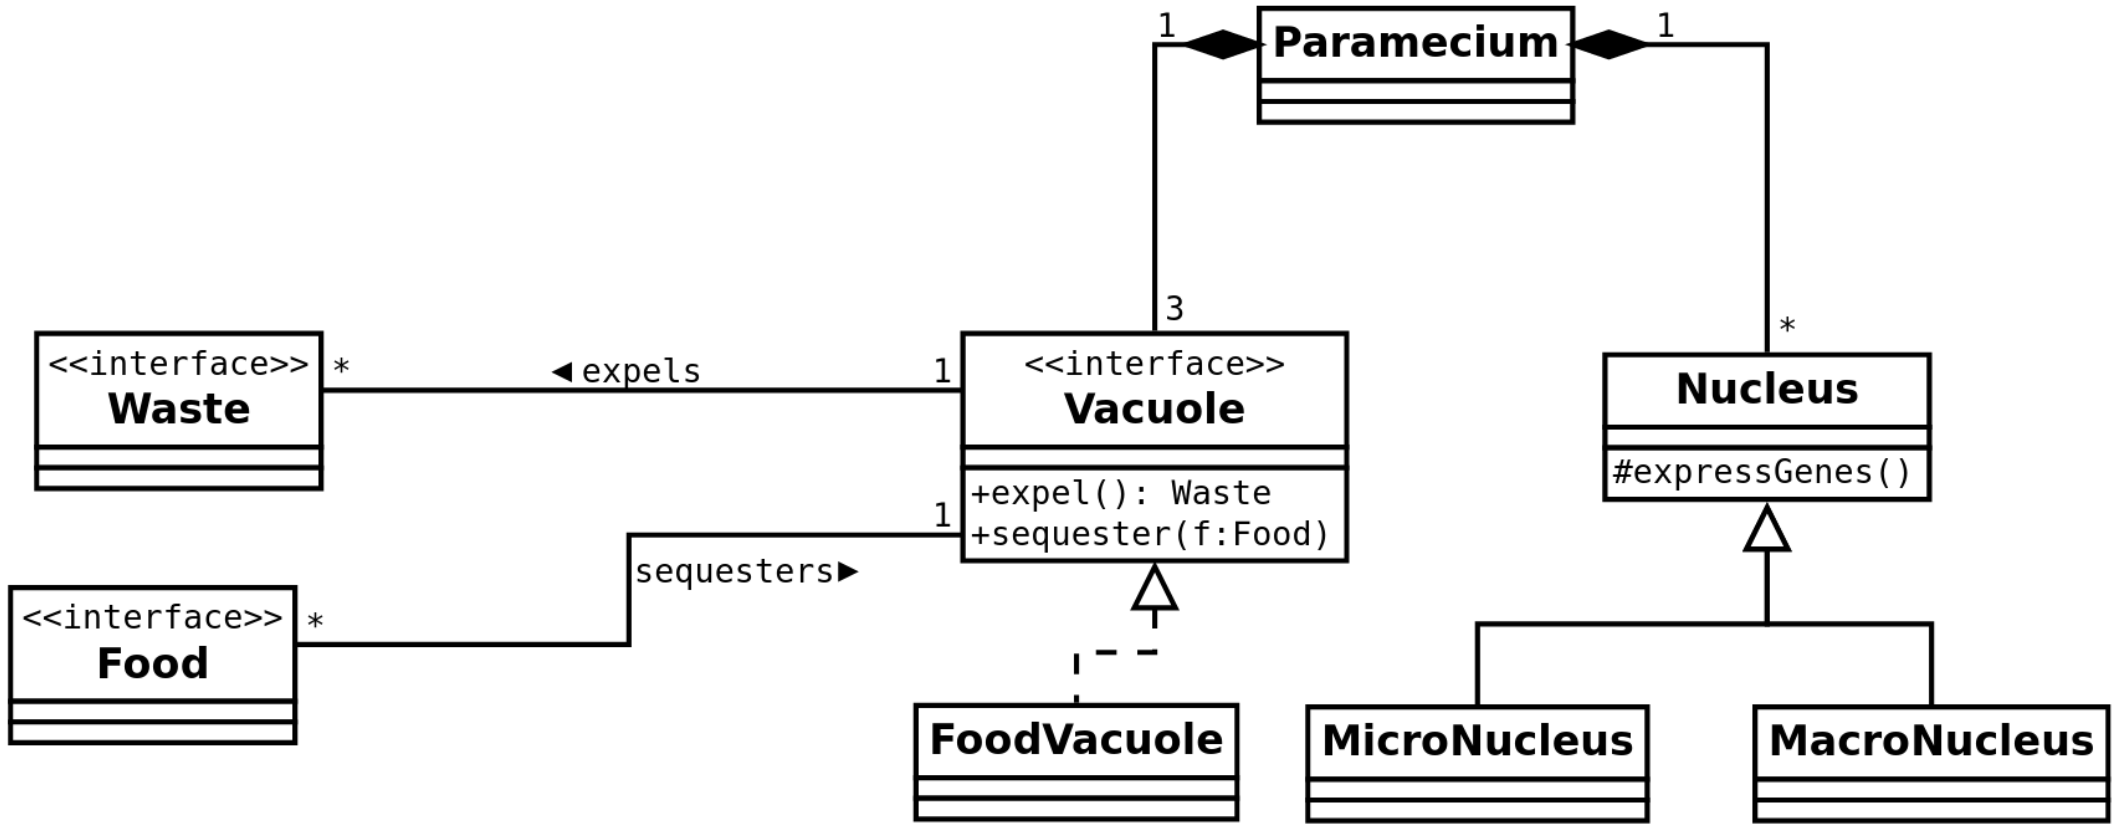 1
Paramecium
1
3
*
<<interface>>
Waste
*
◄expels
1
<<interface>>
Vacuole
+expel(): Waste
+sequester(f:Food)
Nucleus
#expressGenes()
1
sequesters►
<<interface>>
Food
*
FoodVacuole
MicroNucleus
MacroNucleus